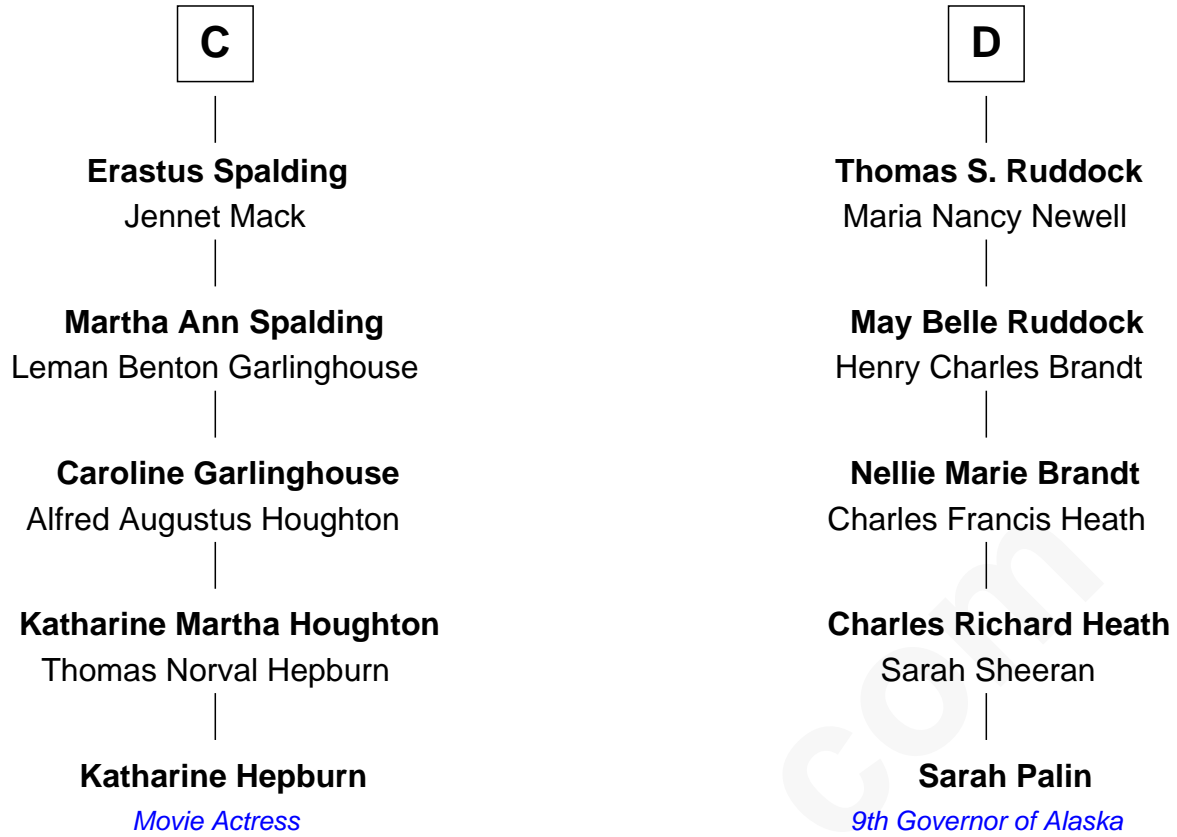 C
Erastus Spalding
Jennet Mack
Martha Ann Spalding
Leman Benton Garlinghouse
Caroline Garlinghouse
Alfred Augustus Houghton
Katharine Martha Houghton
Thomas Norval Hepburn
Katharine Hepburn
Movie Actress
D
Thomas S. Ruddock
Maria Nancy Newell
May Belle Ruddock
Henry Charles Brandt
Nellie Marie Brandt
Charles Francis Heath
Charles Richard Heath
Sarah Sheeran
Sarah Palin
9th Governor of Alaska
com